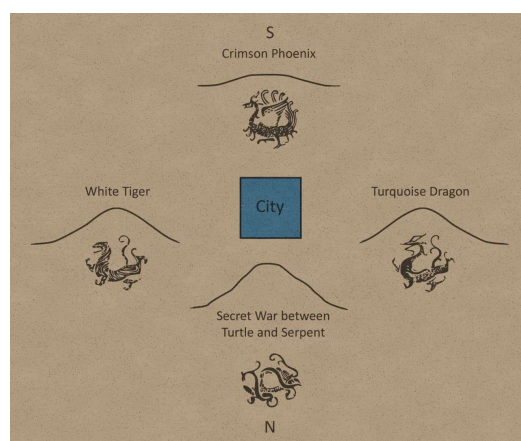 S
Crimson Phoenix
White Tiger
City
Turquoise Dragon
Secret War between
Turtle and Serpent
N